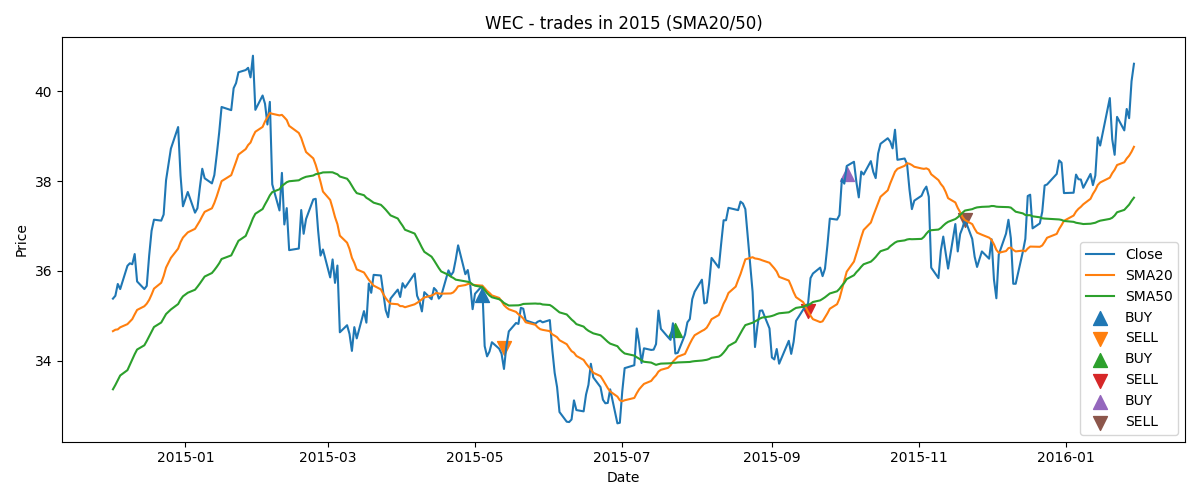 WEC - trades in 2015 (SMA20/50)
Price
40
38
36
34
2015-01
2015-03
2015-05
2015-07
2015-09
2015-11
2016-01
Date
Close
SMA20
SMA50
BUY
SELL
BUY
SELL
BUY
SELL